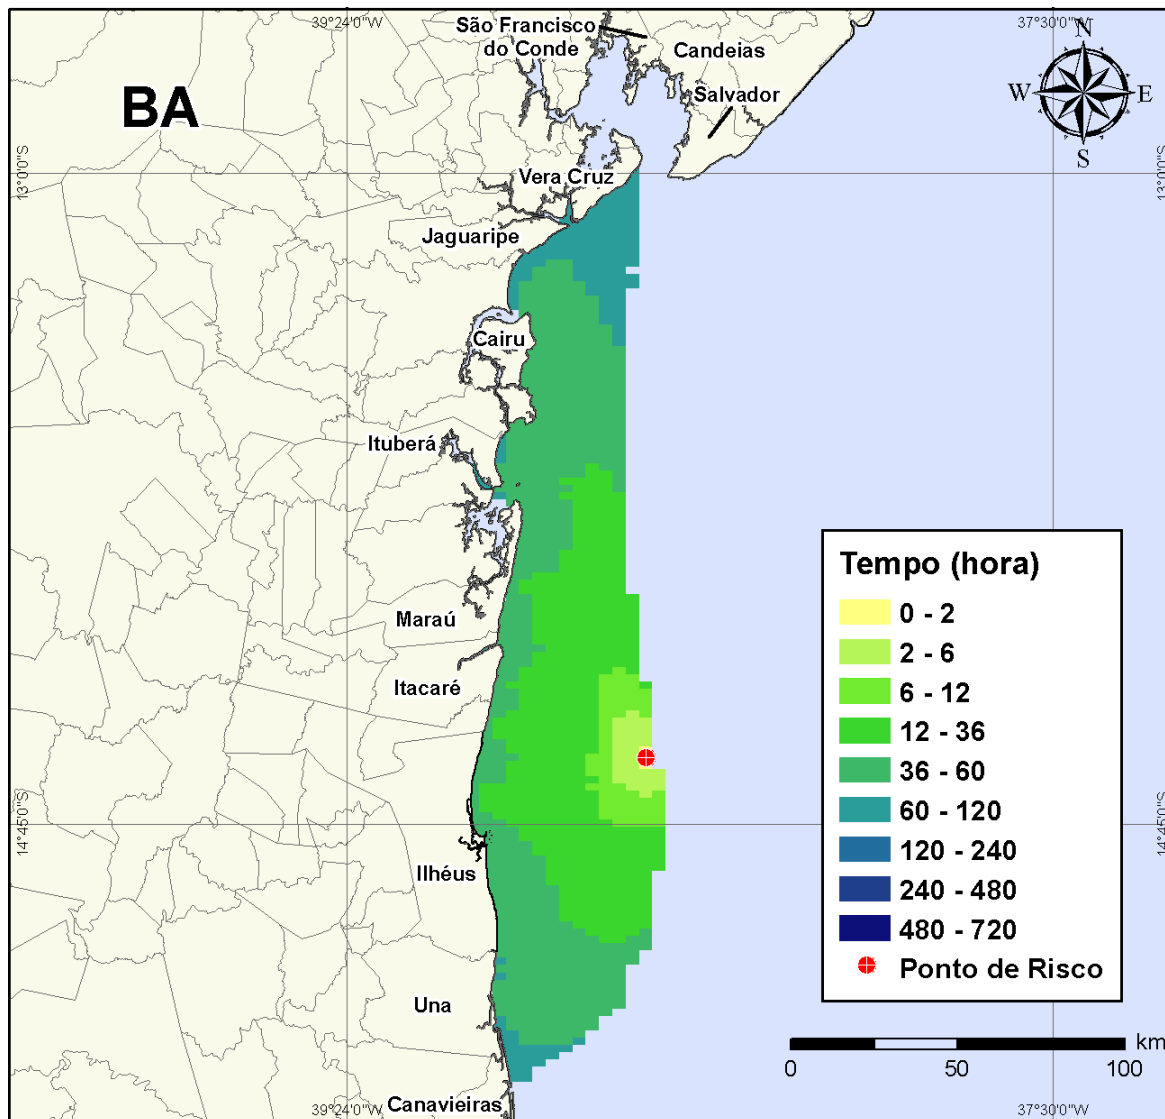 39°24'0"W
37°30'0"W
São Francisco
do Conde
Candeias
BA
Salvador
N
W
E
S
13°0'0"S
13°0'0"S
Vera Cruz
Jaguaripe
Cairu
Ituberá
Maraú
Itacaré
Tempo (hora)
0 - 2
2 - 6
6 - 12
12 - 36
36 - 60
60 - 120
120 - 240
240 - 480
480 - 720
Ponto de Risco
14°45'0"S
14°45'0"S
Ilhéus
Una
km
0
50
100
Canavieiras
39°24'0"W
37°30'0"W